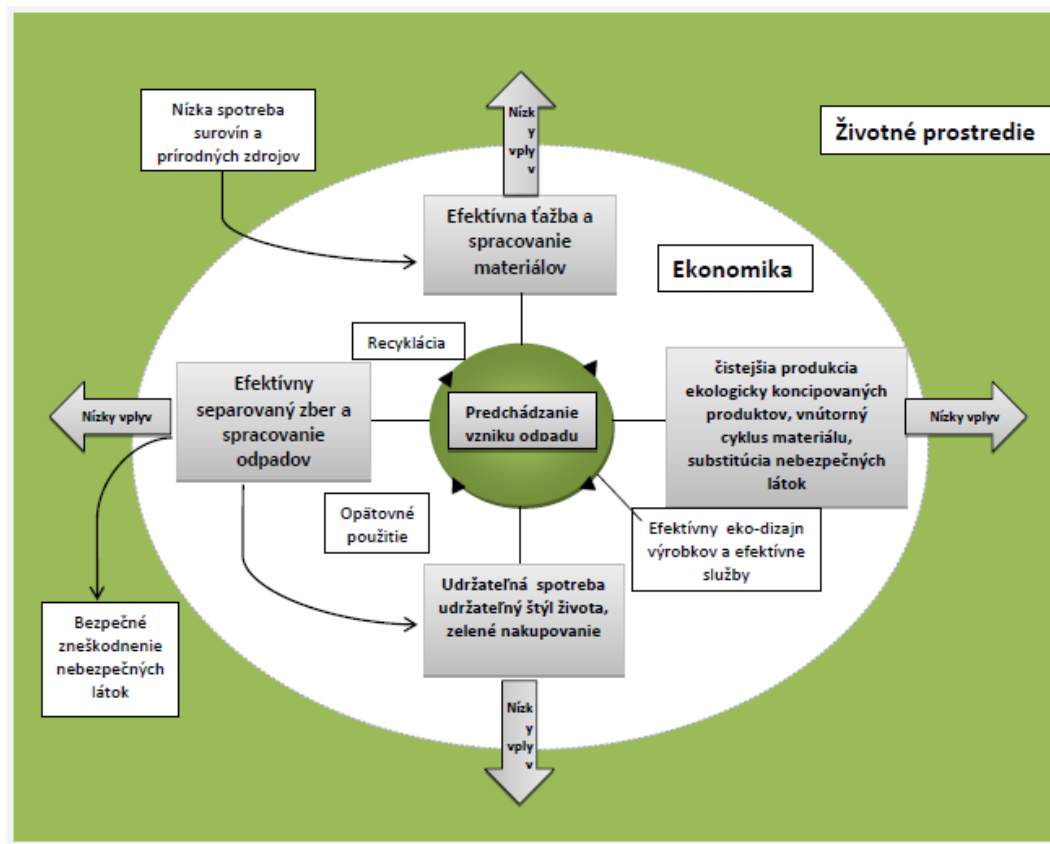 Nízk
y
vply
v
Nízka spotreba
surovín a
prírodných zdrojov
Životné prostredie
Efektívna ťažba a
spracovanie
materiálov
Ekonomika
Recyklácia
Efektívny
separovaný zber a
spracovanie
odpadov
Nízky vplyv
Predchádzanie
vzniku odpadu
čistejšia produkcia
ekologicky koncipovaných
produktov, vnútorný
cyklus materiálu,
substitúcia nebezpečných
látok
Nízky vplyv
Opätovné
použitie
Efektívny eko-dizajn
výrobkov a efektívne
služby
Udržateľná spotreba
udržateľný štýl života,
zelené nakupovanie
Bezpečné
zneškodnenie
nebezpečných
látok
Nízk
y
vply
v